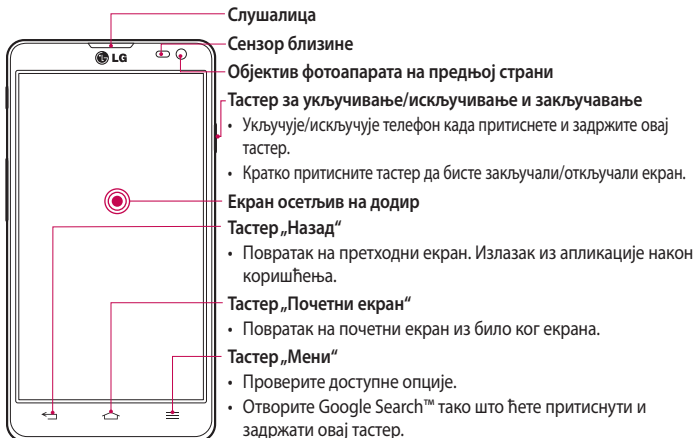 Слушалица
LG
Сензор близине
Објектив фотоапарата на предњој страни
Тастер за укључивање/искључивање и закључавање
• Укључује/искључује телефон када притиснете и задржите овај
тастер.
• Кратко притисните тастер да бисте закључали/откључали екран.
Екран осетљив на додир
Тастер „Назад“
• Повратак на претходни екран. Излазак из апликације након
коришћења.
Тастер „Почетни екран“
• Повратак на почетни екран из било ког екрана.
Тастер „Мени“
• Проверите доступне опције.
• Отворите Google Search™ тако што ћете притиснути и
задржати овај тастер.